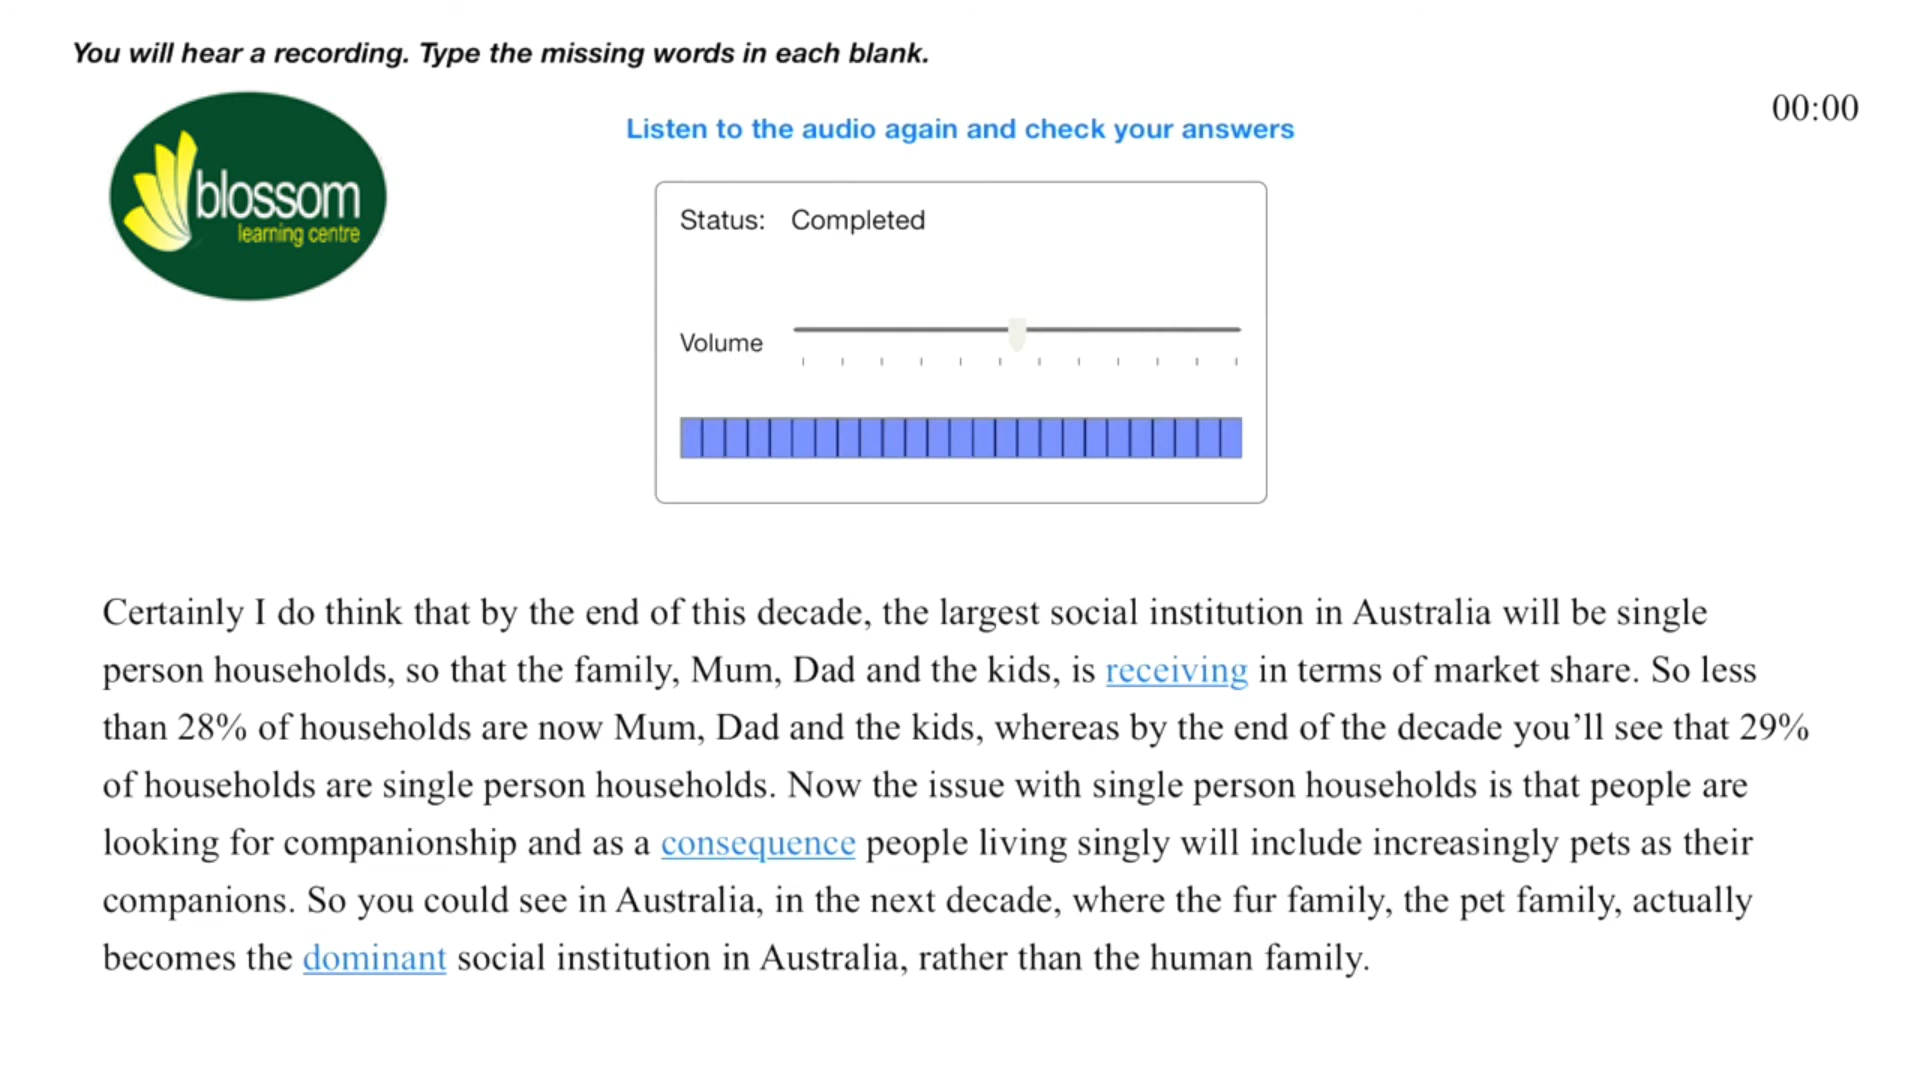 You will hear a recording. Type the missing words in each blank.
00:00
Listen to the audio again and check your answers
blossom
learning centre
Status: Completed
Volume
Certainly I do think that by the end of this decade, the largest social institution in Australia will be single
person households, so that the family, Mum, Dad and the kids, is receiving in terms of market share. So less
than 28% of households are now Mum, Dad and the kids, whereas by the end of the decade you’ll see that 29%
of households are single person households. Now the issue with single person households is that people are
looking for companionship and as a consequence people living singly will include increasingly pets as their
companions. So you could see in Australia, in the next decade, where the fur family, the pet family, actually
becomes the dominant social institution in Australia, rather than the human family.